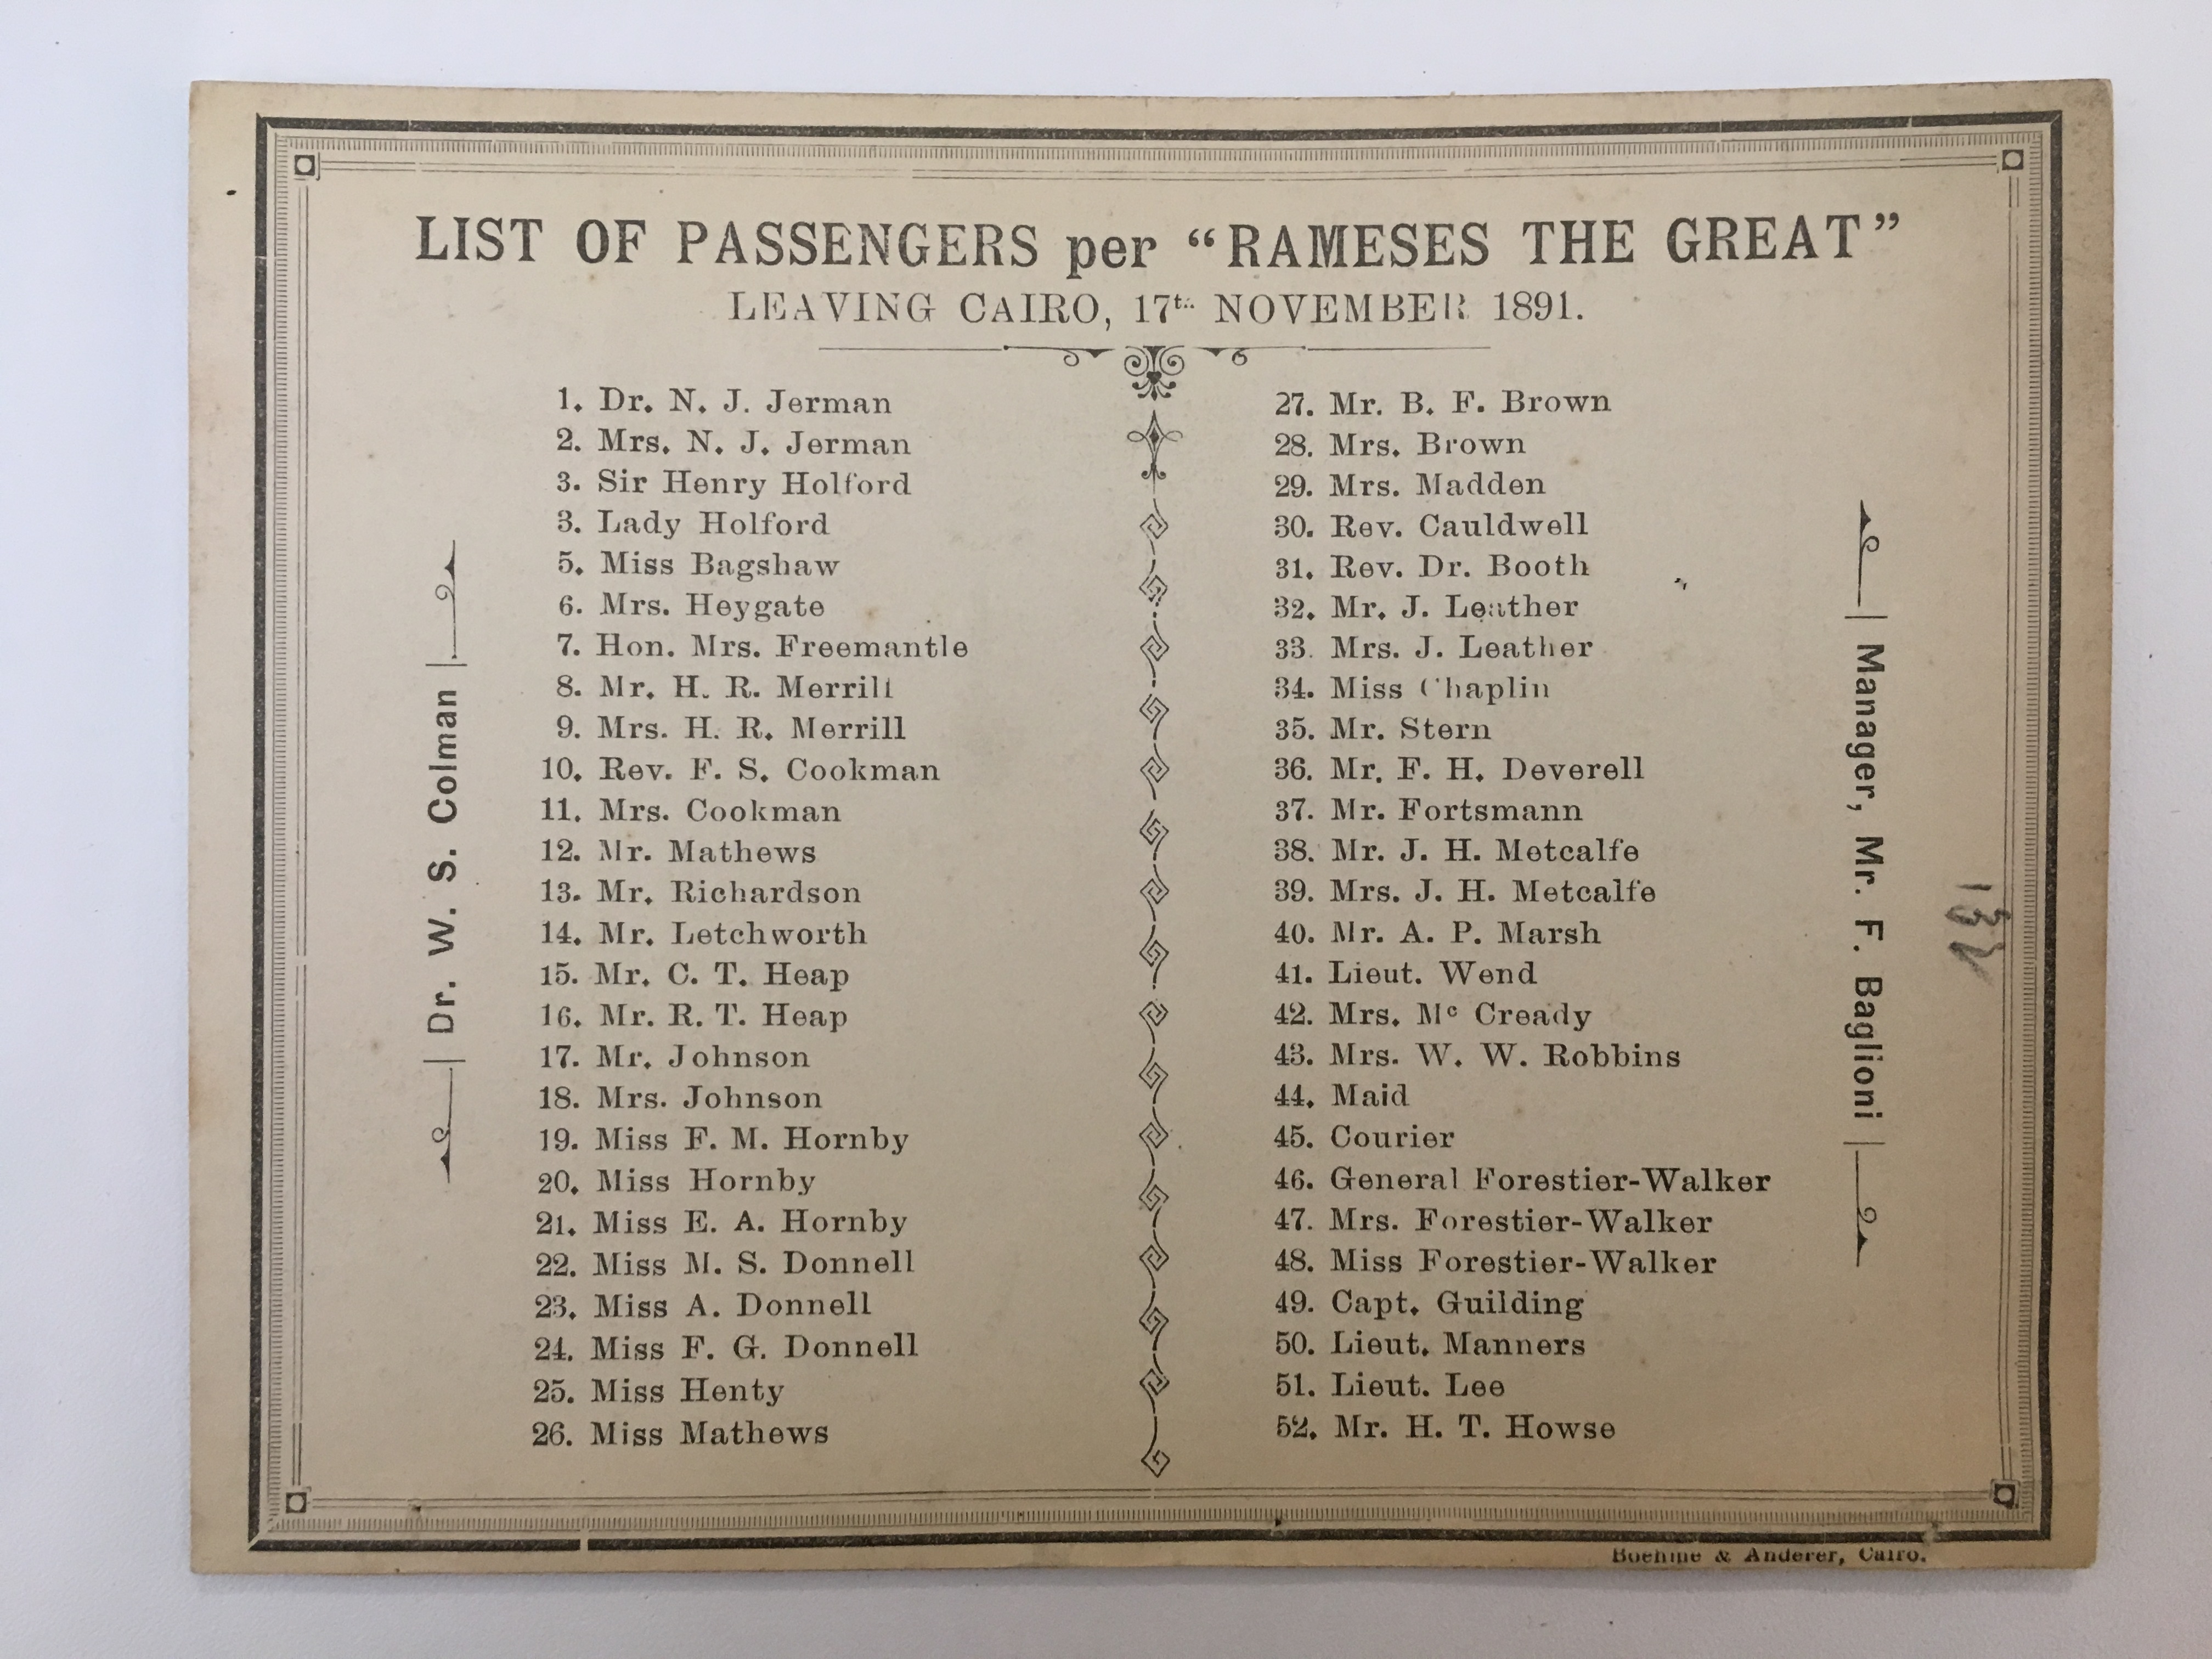 LIST OF PASSENGERS per “RAMESES THE GREAT”
LEAVING CAIRO, 17th NOVEMBER 1891.
1. Dr. N. J. Jerman
2. Mrs. N. J. Jerman
3. Sir Henry Holford
3. Lady Holford
5. Miss Bagshaw
6. Mrs. Heygate
7. Hon. Mrs. Freemantle
8. Mr. H. R. Merrill
9. Mrs. H. R. Merrill
10. Rev. F. S. Cookman
11. Mrs. Cookman
12. Mr. Mathews
13. Mr. Richardson
14. Mr. Letchworth
15. Mr. C. T. Heap
16. Mr. R. T. Heap
17. Mr. Johnson
18. Mrs. Johnson
19. Miss F. M. Hornby
20. Miss Hornby
21. Miss E. A. Hornby
22. Miss M. S. Donnell
23. Miss A. Donnell
24. Miss F. G. Donnell
25. Miss Henty
26. Miss Mathews
27. Mr. B. F. Brown
28. Mrs. Brown
29. Mrs. Madden
30. Rev. Cauldwell
31. Rev. Dr. Booth
32. Mr. J. Leather
33. Mrs. J. Leather
34. Miss Chaplin
35. Mr. Stern
36. Mr. F. H. Deverell
37. Mr. Fortsmann
38. Mr. J. H. Metcalfe
39. Mrs. J. H. Metcalfe
40. Mr. A. P. Marsh
41. Lieut. Wend
42. Mrs. Mc Cready
43. Mrs. W. W. Robbins
44. Maid
45. Courier
46. General Forestier-Walker
47. Mrs. Forestier-Walker
48. Miss Forestier-Walker
49. Capt. Guilding
50. Lieut. Manners
51. Lieut. Lee
52. Mr. H. T. Howse
Dr. W. S. Colman
Manager, Mr. F. Baglioni
Boehme & Anderer, Cairo.